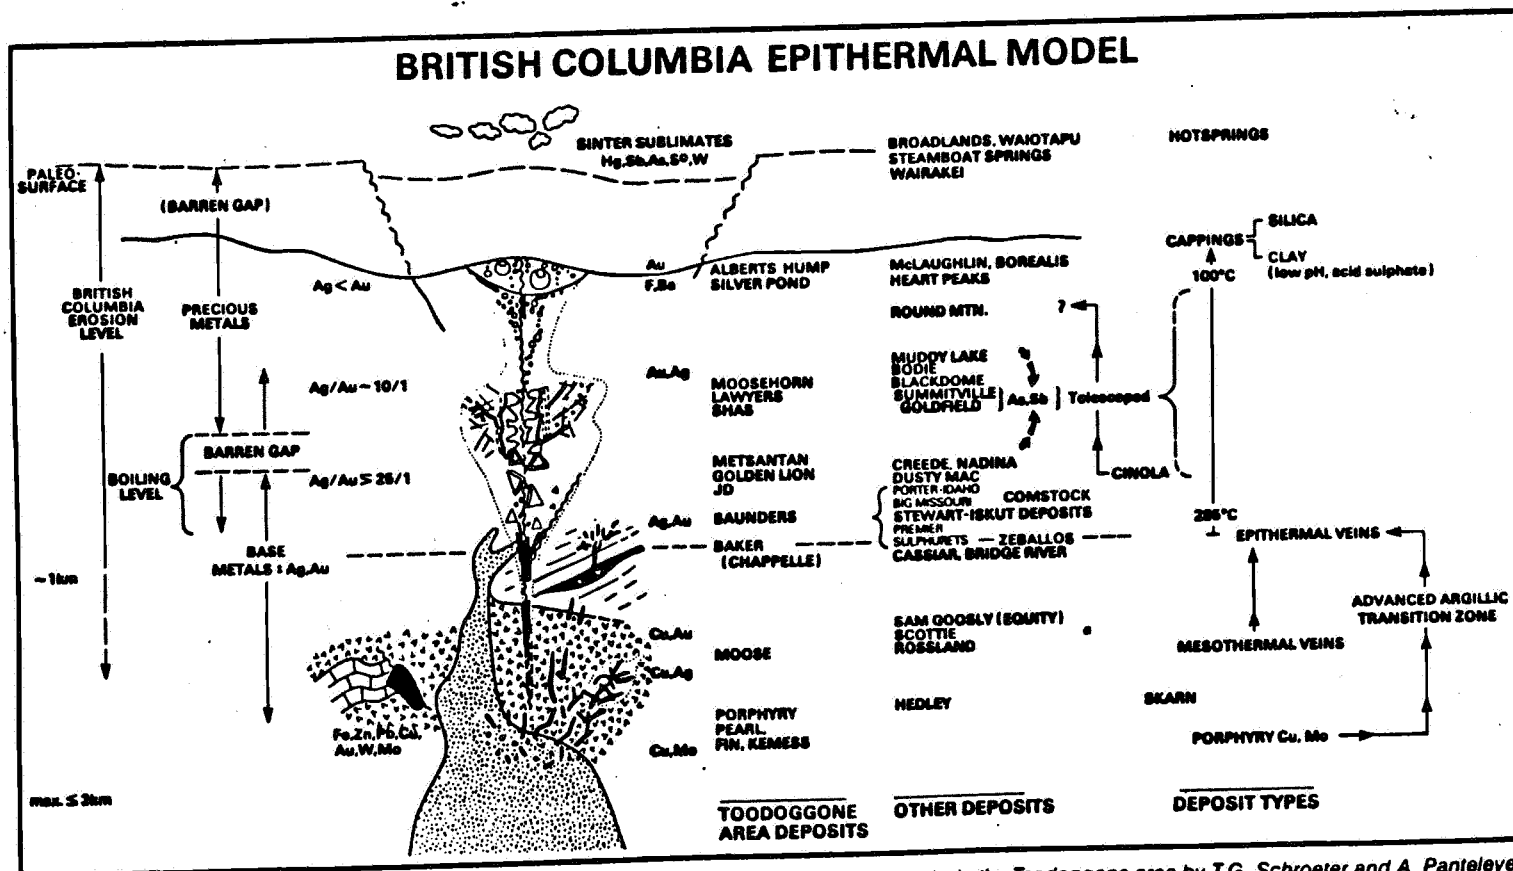 BRITISH COLUMBIA EPITHERMAL MODEL
SINTER SUBLIMATES
Hg,Sb,As,S°,W
BROADLANDS, WAIOTAPU
STEAMBOAT SPRINGS
WAIRAKEI
HOTSPRINGS
PALEO-
SURFACE
(BARREN GAP)
CAPPINGS
SILICA
CLAY
(low pH, acid sulphate)
100°C
BRITISH
COLUMBIA
EROSION
LEVEL
PRECIOUS
METALS
Ag < Au
Au
F,Ba
ALBERTS HUMP
SILVER POND
McLAUGHLIN, BOREALIS
HEART PEAKS
ROUND MTN.
?
Ag/Au ~ 10/1
Au,Ag
MOOSEHORN
LAWYERS
SHAS
MUDDY LAKE
BODIE
BLACKDOME
SUMMITVILLE
GOLDFIELD
As,Sb
Telescoped
BOILING
LEVEL
BARREN GAP
Ag/Au ≤ 25/1
METSANTAN
GOLDEN LION
JD
CREEDE, NADINA
DUSTY MAC
CINOLA
PORTER-IDAHO
BIG MISSOURI
COMSTOCK
STEWART-ISKUT DEPOSITS
PREMIER
SULPHURETS — ZEBALLOS
CASSIAR, BRIDGE RIVER
Ag,Au
SAUNDERS
BAKER
(CHAPPELLE)
285°C
EPITHERMAL VEINS
BASE
METALS ± Ag,Au
~ 1km
ADVANCED ARGILLIC
TRANSITION ZONE
Cu,Au
SAM GOOSLY (EQUITY)
SCOTTIE
ROSSLAND
MOOSE
MESOTHERMAL VEINS
Cu,Ag
HEDLEY
SKARN
Fe,Zn,Pb,Cu,
Au,W,Mo
Cu,Mo
PORPHYRY
PEARL,
FIN, KEMESS
PORPHYRY Cu, Mo
max. ≤ 3km
TOODOGGONE
AREA DEPOSITS
OTHER DEPOSITS
DEPOSIT TYPES
Toodoggone area by T.G. Schroeter and A. Panteleye